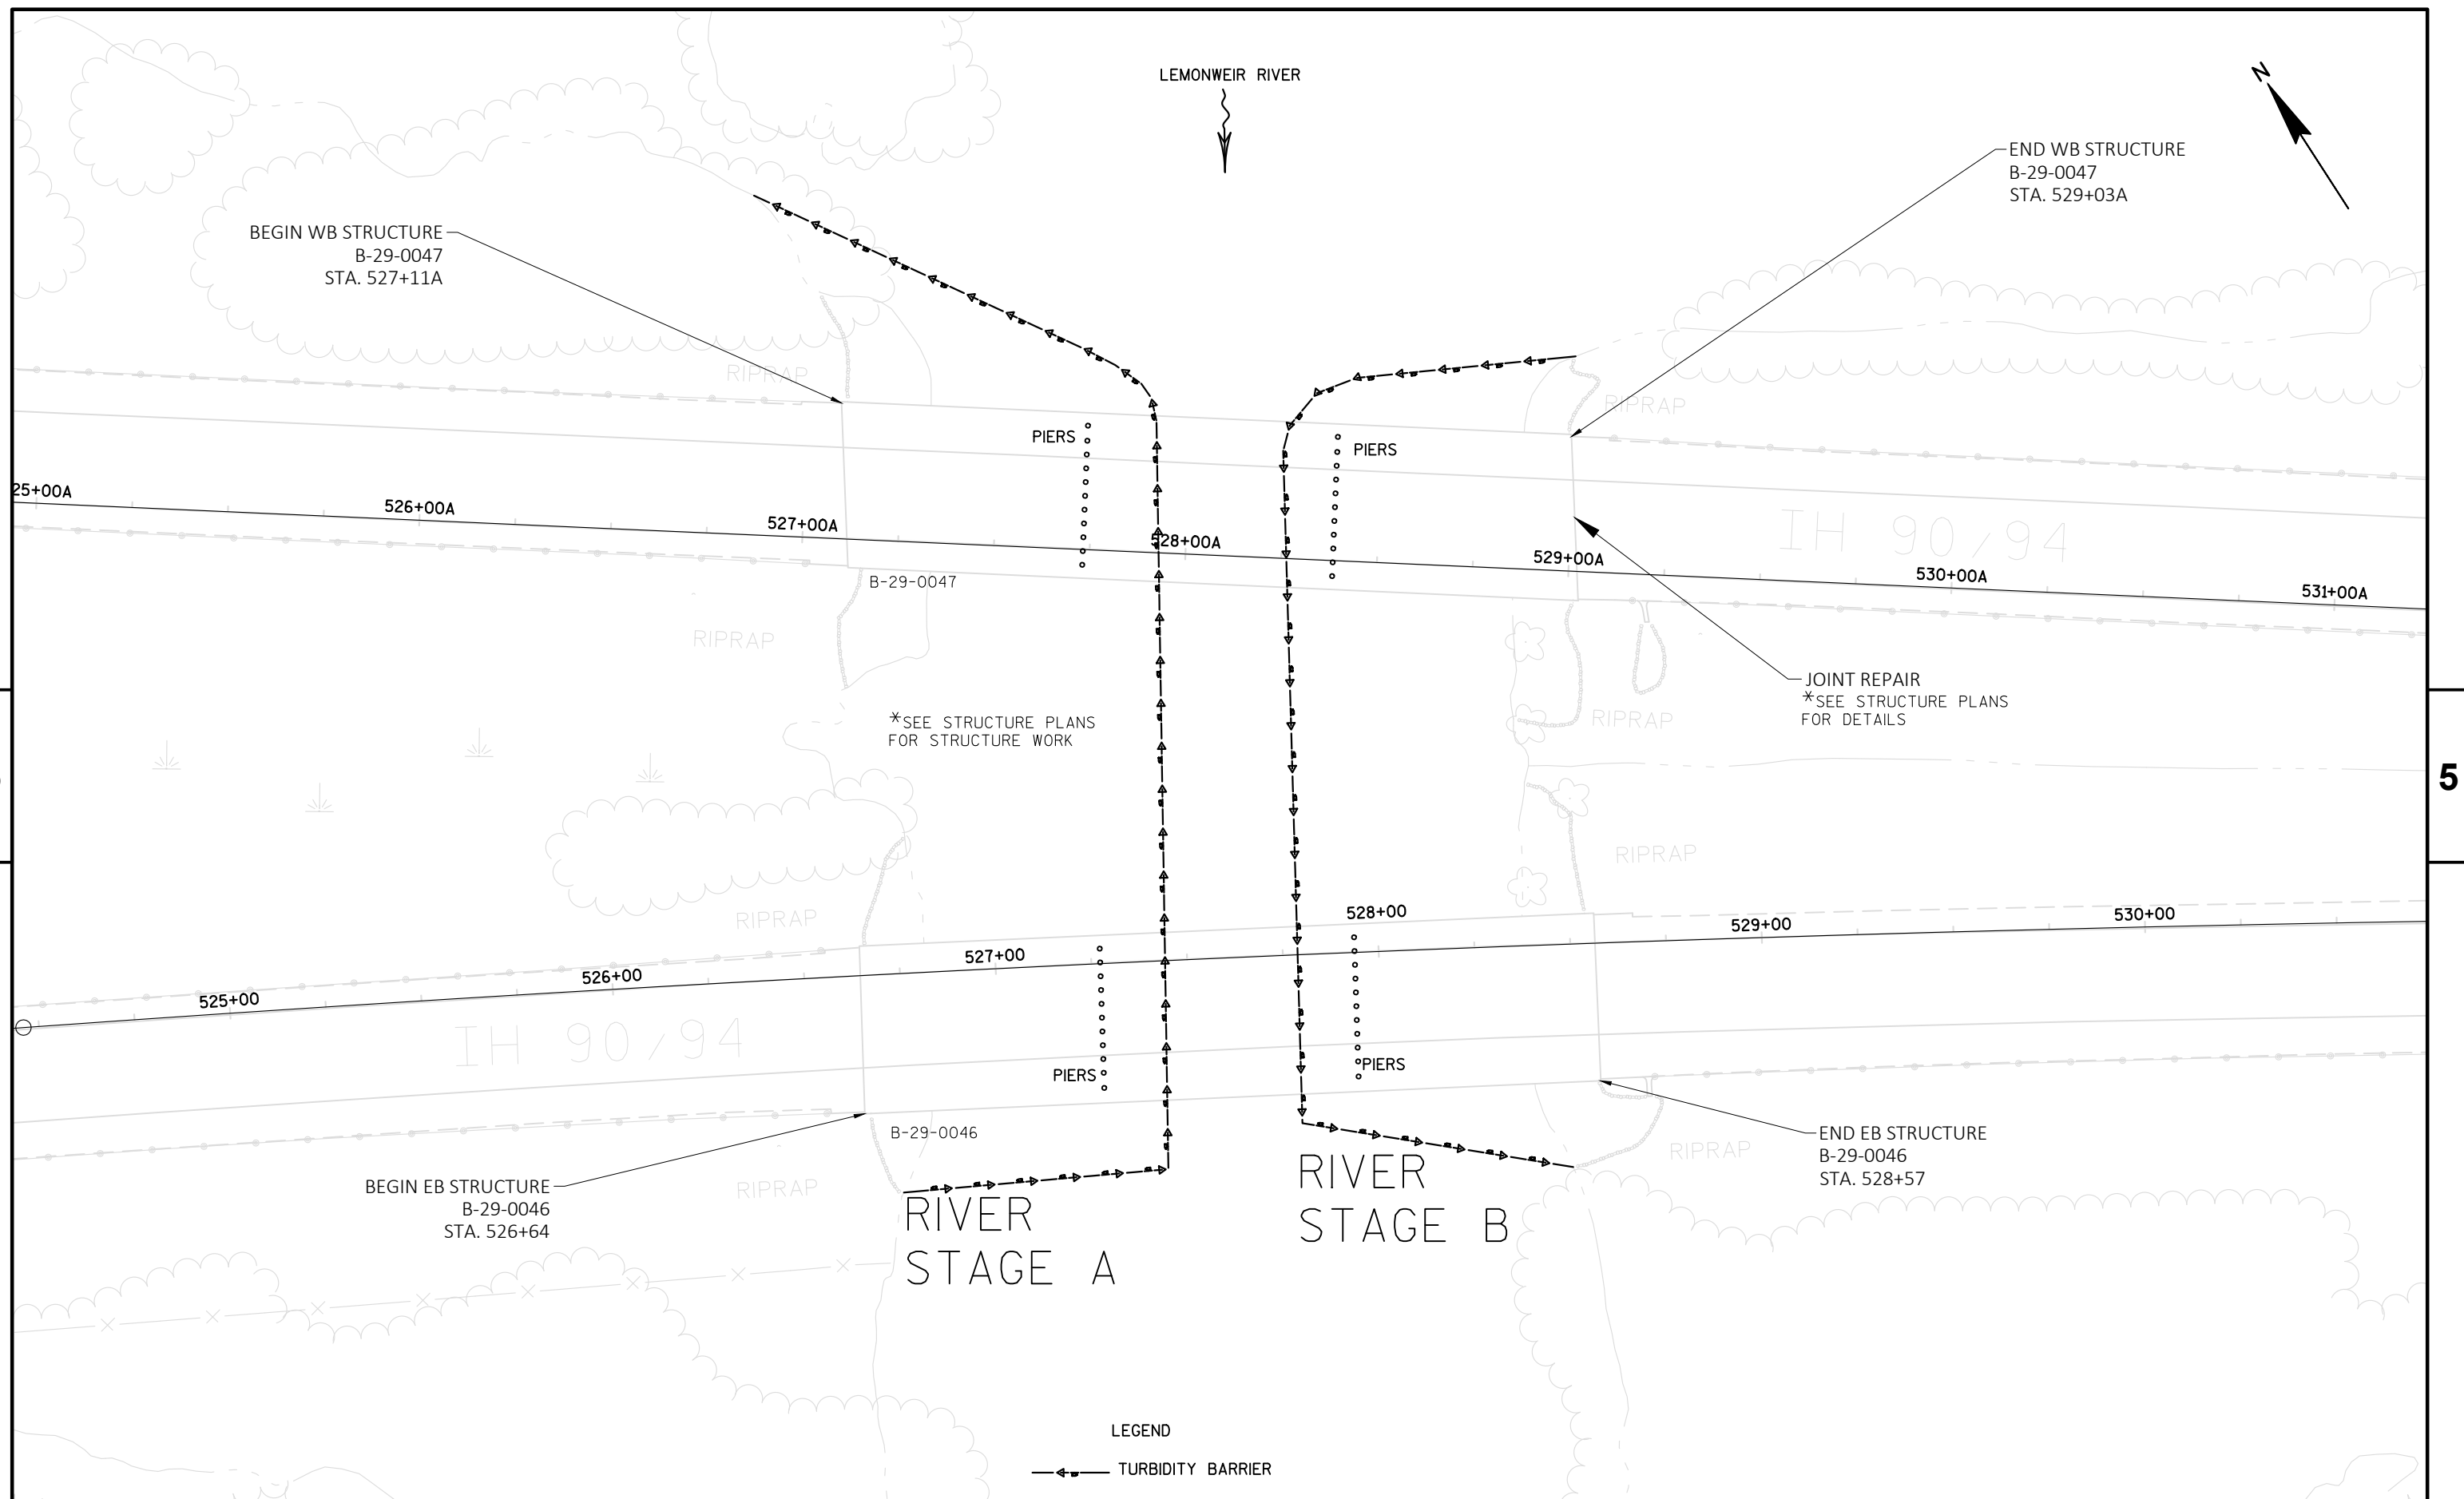 LEMONWEIR RIVER
N
END WB STRUCTURE
B-29-0047
STA. 529+03A
BEGIN WB STRUCTURE
B-29-0047
STA. 527+11A
RIPRAP
RIPRAP
PIERS
PIERS
25+00A
526+00A
527+00A
528+00A
529+00A
530+00A
531+00A
IH 90/94
B-29-0047
RIPRAP
JOINT REPAIR
*SEE STRUCTURE PLANS
FOR DETAILS
RIPRAP
*SEE STRUCTURE PLANS
FOR STRUCTURE WORK
5
RIPRAP
RIPRAP
525+00
526+00
527+00
528+00
529+00
530+00
IH 90/94
PIERS
PIERS
B-29-0046
END EB STRUCTURE
B-29-0046
STA. 528+57
RIPRAP
BEGIN EB STRUCTURE
B-29-0046
STA. 526+64
RIPRAP
RIVER
STAGE A
RIVER
STAGE B
LEGEND
TURBIDITY BARRIER